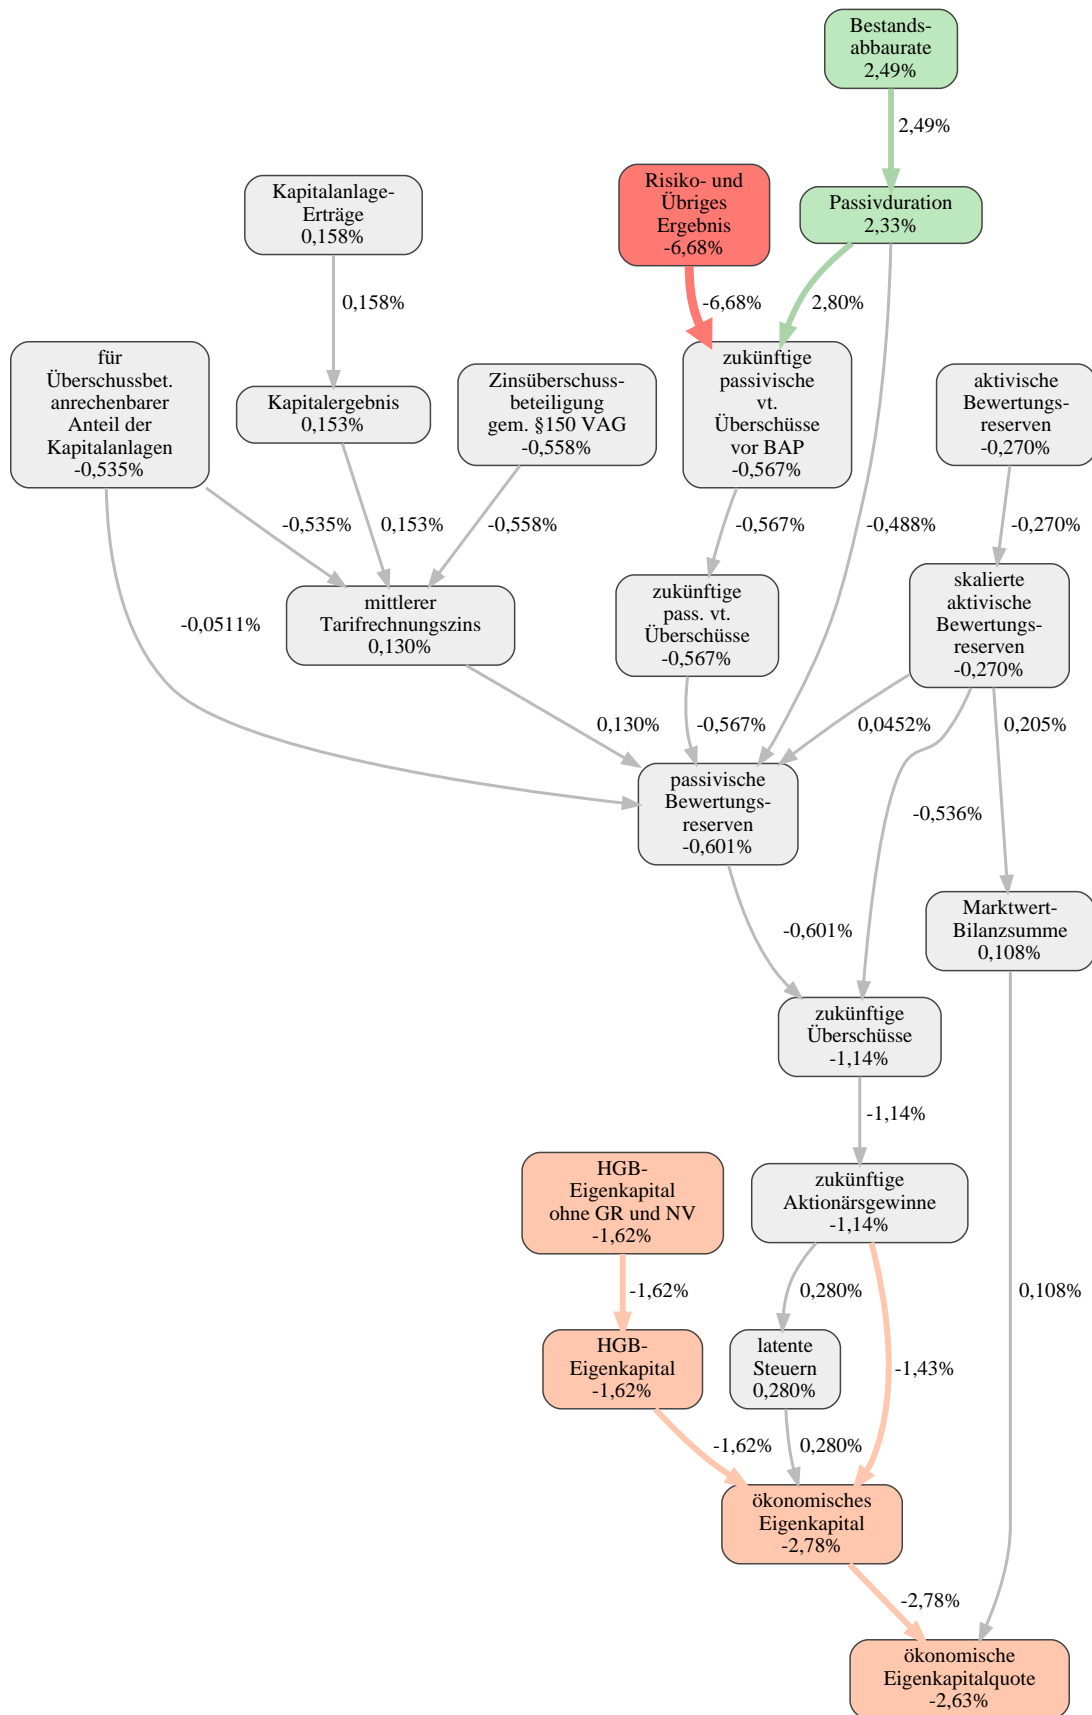 Bestands-
abbaurate
2,49%
2,49%
Kapitalanlage-
Erträge
0,158%
Risiko- und
Übriges
Ergebnis
-6,68%
Passivduration
2,33%
0,158%
-6,68%
2,80%
für
Überschussbet.
anrechenbarer
Anteil der
Kapitalanlagen
-0,535%
Kapitalergebnis
0,153%
Zinsüberschuss-
beteiligung
gem. §150 VAG
-0,558%
zukünftige
passivische
vt.
Überschüsse
vor BAP
-0,567%
aktivische
Bewertungs-
reserven
-0,270%
-0,535%
0,153%
-0,558%
-0,567%
-0,488%
-0,270%
-0,0511%
mittlerer
Tarifrechnungszins
0,130%
zukünftige
pass. vt.
Überschüsse
-0,567%
skalierte
aktivische
Bewertungs-
reserven
-0,270%
0,130%
-0,567%
0,0452%
0,205%
passivische
Bewertungs-
reserven
-0,601%
-0,536%
-0,601%
Marktwert-
Bilanzsumme
0,108%
zukünftige
Überschüsse
-1,14%
-1,14%
HGB-
Eigenkapital
ohne GR und NV
-1,62%
zukünftige
Aktionärsgewinne
-1,14%
-1,62%
0,280%
0,108%
HGB-
Eigenkapital
-1,62%
latente
Steuern
0,280%
-1,43%
-1,62%
0,280%
ökonomisches
Eigenkapital
-2,78%
-2,78%
ökonomische
Eigenkapitalquote
-2,63%